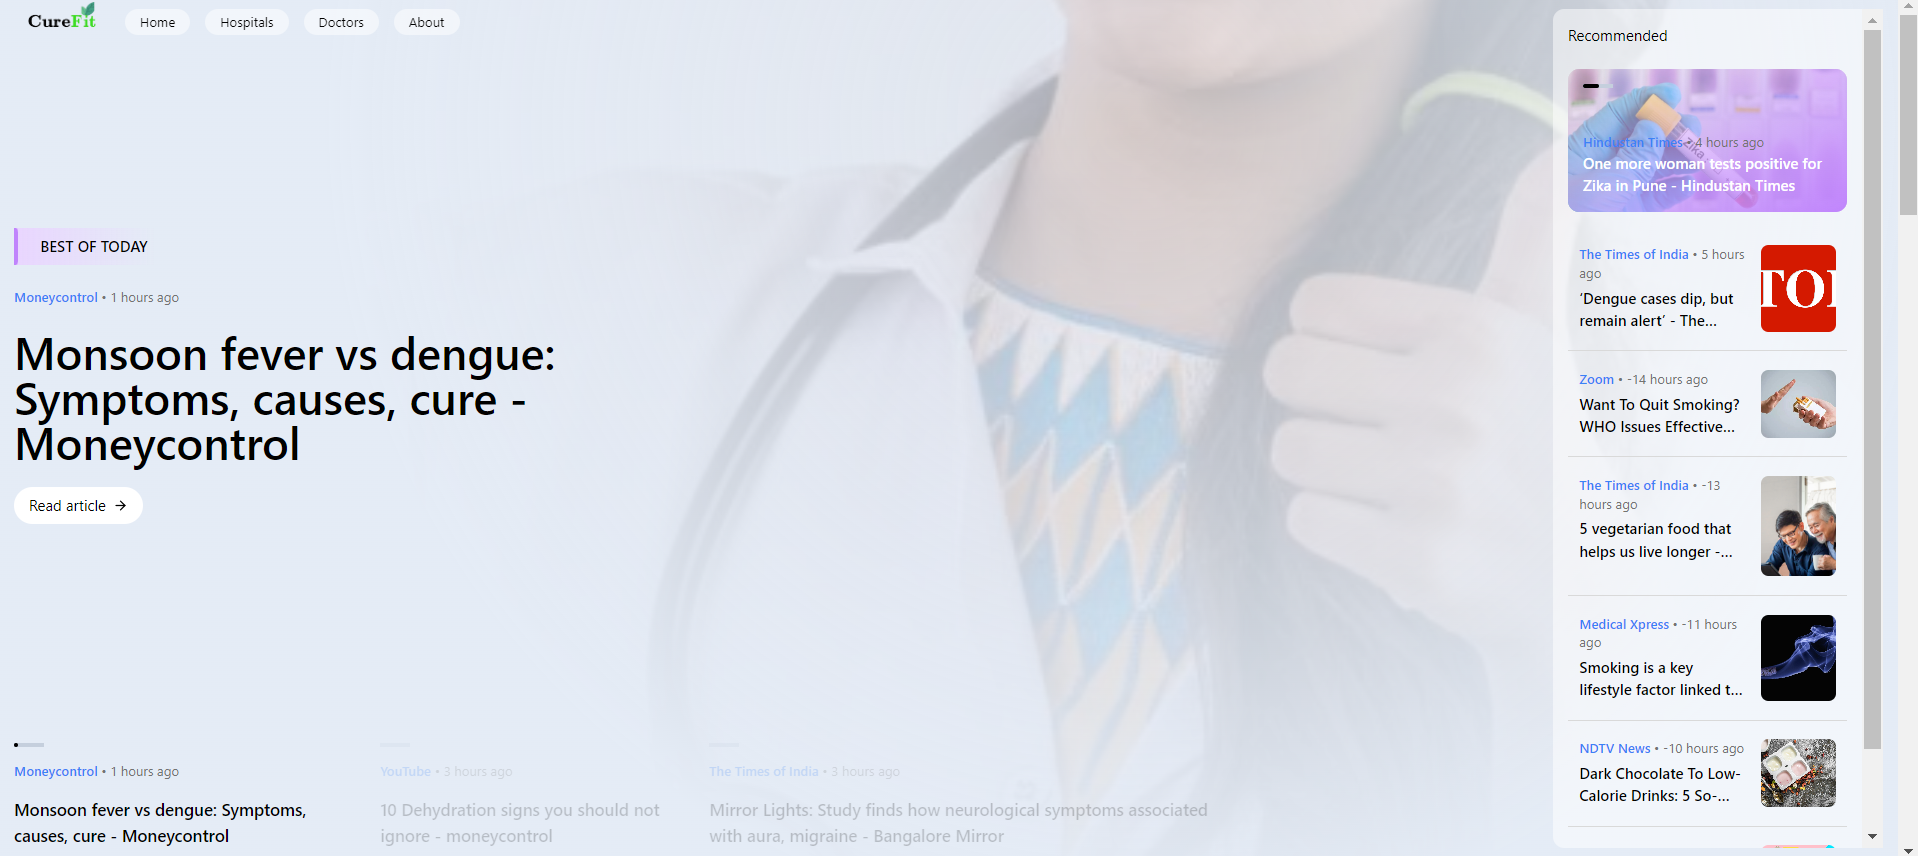 CureFit
Home
Hospitals
Doctors
About
BEST OF TODAY
Moneycontrol • 1 hours ago
Monsoon fever vs dengue:
Symptoms, causes, cure -
Moneycontrol
Read article →
Moneycontrol • 1 hours ago
Monsoon fever vs dengue: Symptoms,
causes, cure - Moneycontrol
YouTube • 3 hours ago
10 Dehydration signs you should not
ignore - moneycontrol
The Times of India • 3 hours ago
Mirror Lights: Study finds how neurological symptoms associated
with aura, migraine - Bangalore Mirror
Recommended
Zika
Hindustan Times • 4 hours ago
One more woman tests positive for
Zika in Pune - Hindustan Times
The Times of India • 5 hours
ago
‘Dengue cases dip, but
remain alert’ - The...
TOI
Zoom • -14 hours ago
Want To Quit Smoking?
WHO Issues Effective...
The Times of India • -13
hours ago
5 vegetarian food that
helps us live longer -...
Medical Xpress • -11 hours
ago
Smoking is a key
lifestyle factor linked t...
NDTV News • -10 hours ago
Dark Chocolate To Low-
Calorie Drinks: 5 So-...